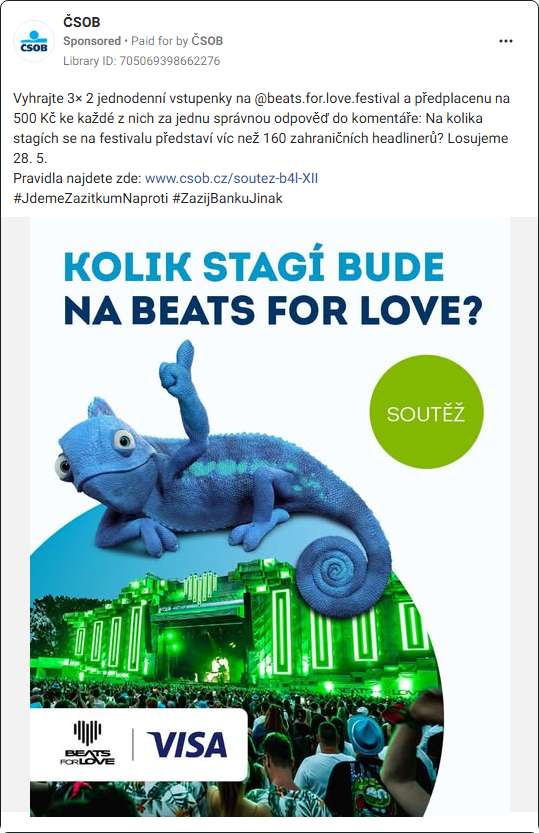 ČSOB
Sponsored • Paid for by ČSOB
Library ID: 705069398662276
ČSOB
Vyhrajte 3× 2 jednodenní vstupenky na @beats.for.love.festival a předplacenu na
500 Kč ke každé z nich za jednu správnou odpověď do komentáře: Na kolika
stagích se na festivalu představí víc než 160 zahraničních headlinerů? Losujeme
28. 5.
Pravidla najdete zde: www.csob.cz/soutez-b4l-XII
#JdemeZazitkumNaproti #ZazijBankuJinak
KOLIK STAGÍ BUDE
NA BEATS FOR LOVE?
SOUTĚŽ
BEATS
FOR LOVE
VISA